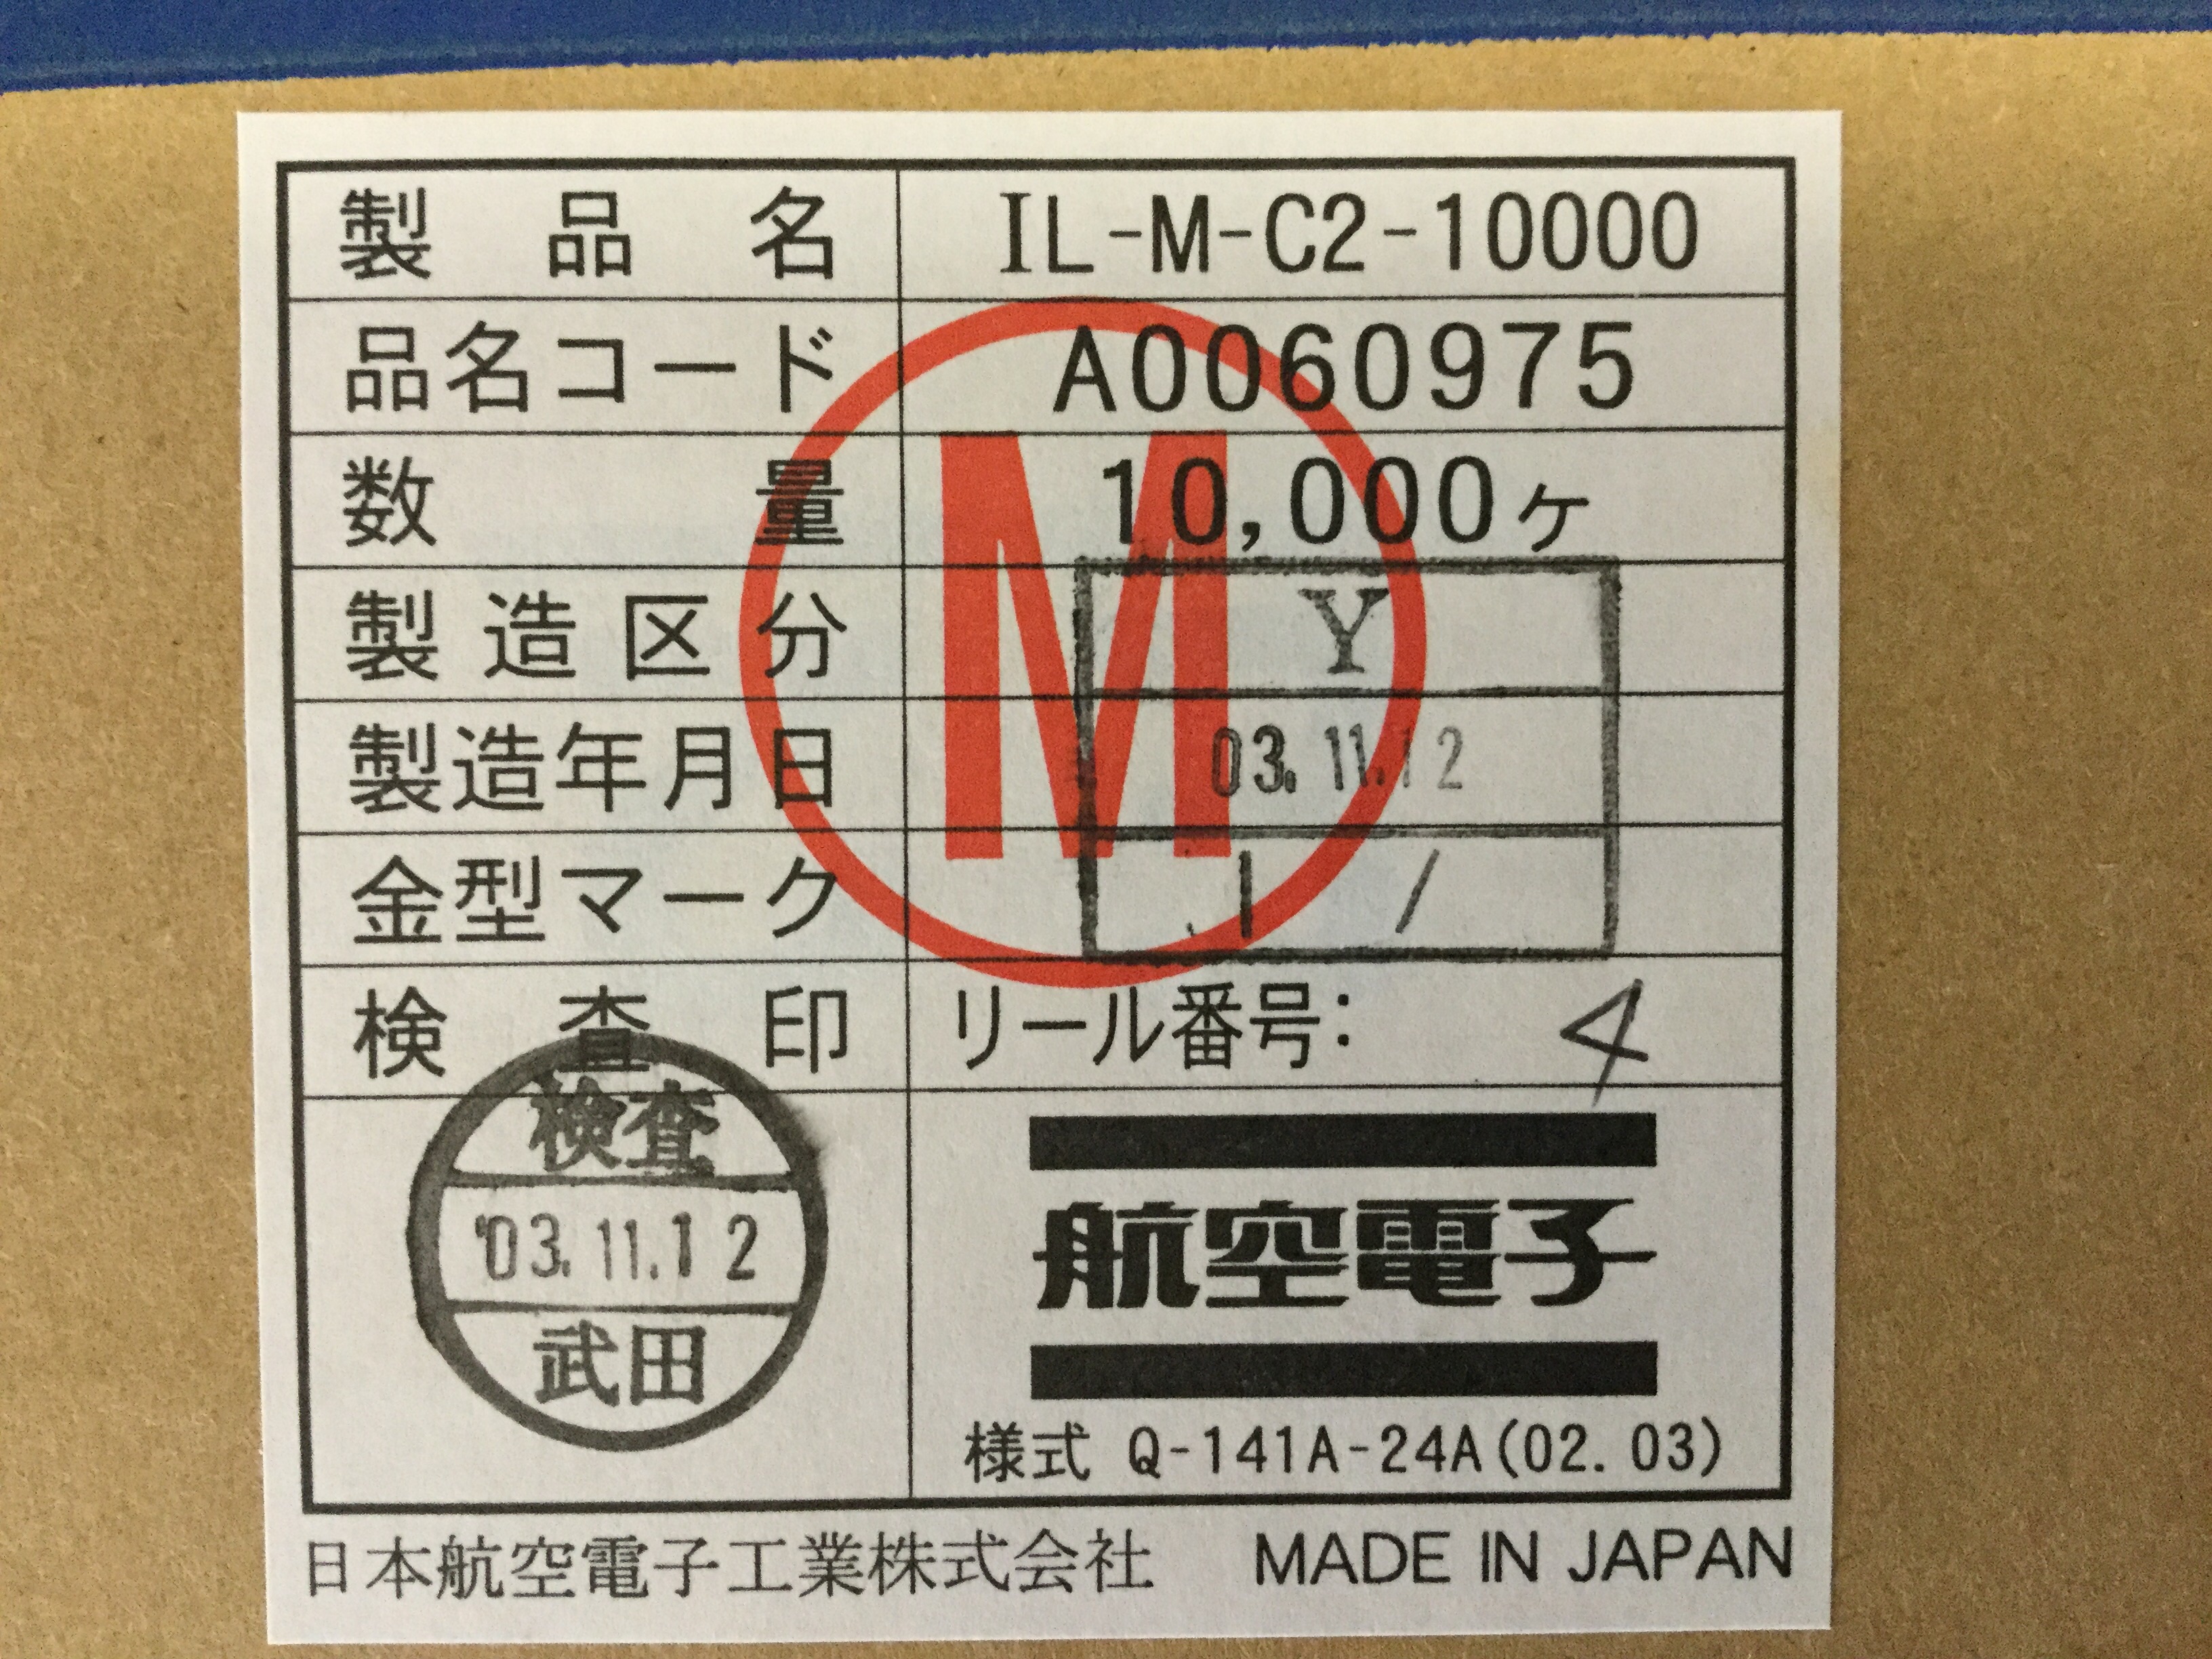 製品名 IL-M-C2-10000
品名コード A0060975
数量 10,000ヶ
M
製造区分 Y
製造年月日 03.11.12
金型マーク 1 /
検査印 リール番号: 4
検査
'03.11.12
武田
航空電子
様式 Q-141A-24A(02.03)
日本航空電子工業株式会社 MADE IN JAPAN